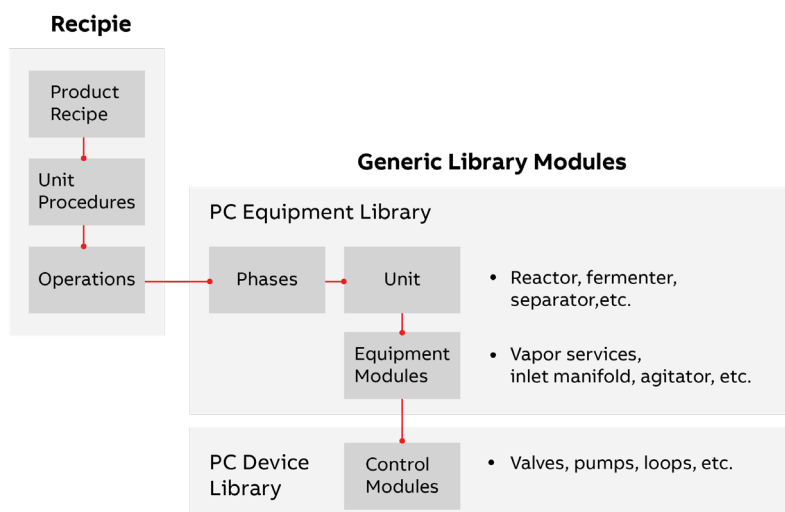 Recipie
Product
Recipe
Unit
Procedures
Operations
Generic Library Modules
PC Equipment Library
Phases
Unit
• Reactor, fermenter,
separator,etc.
Equipment
Modules
• Vapor services,
inlet manifold, agitator, etc.
PC Device
Library
Control
Modules
• Valves, pumps, loops, etc.